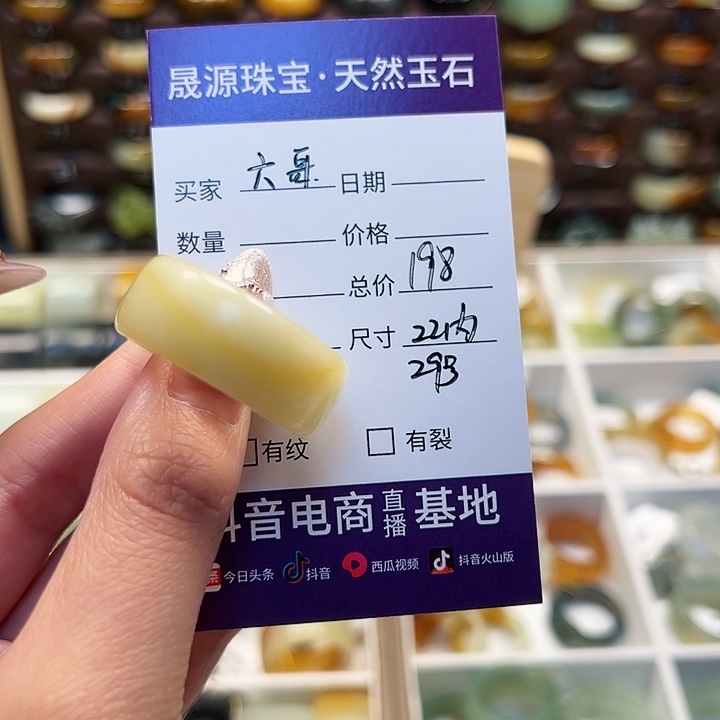 晟源珠宝·天然玉石
买家 六哥 日期
数量 价格
总价 198
尺寸 22内
有纹 有裂
抖音电商直播基地
今日头条 抖音 西瓜视频 抖音火山版